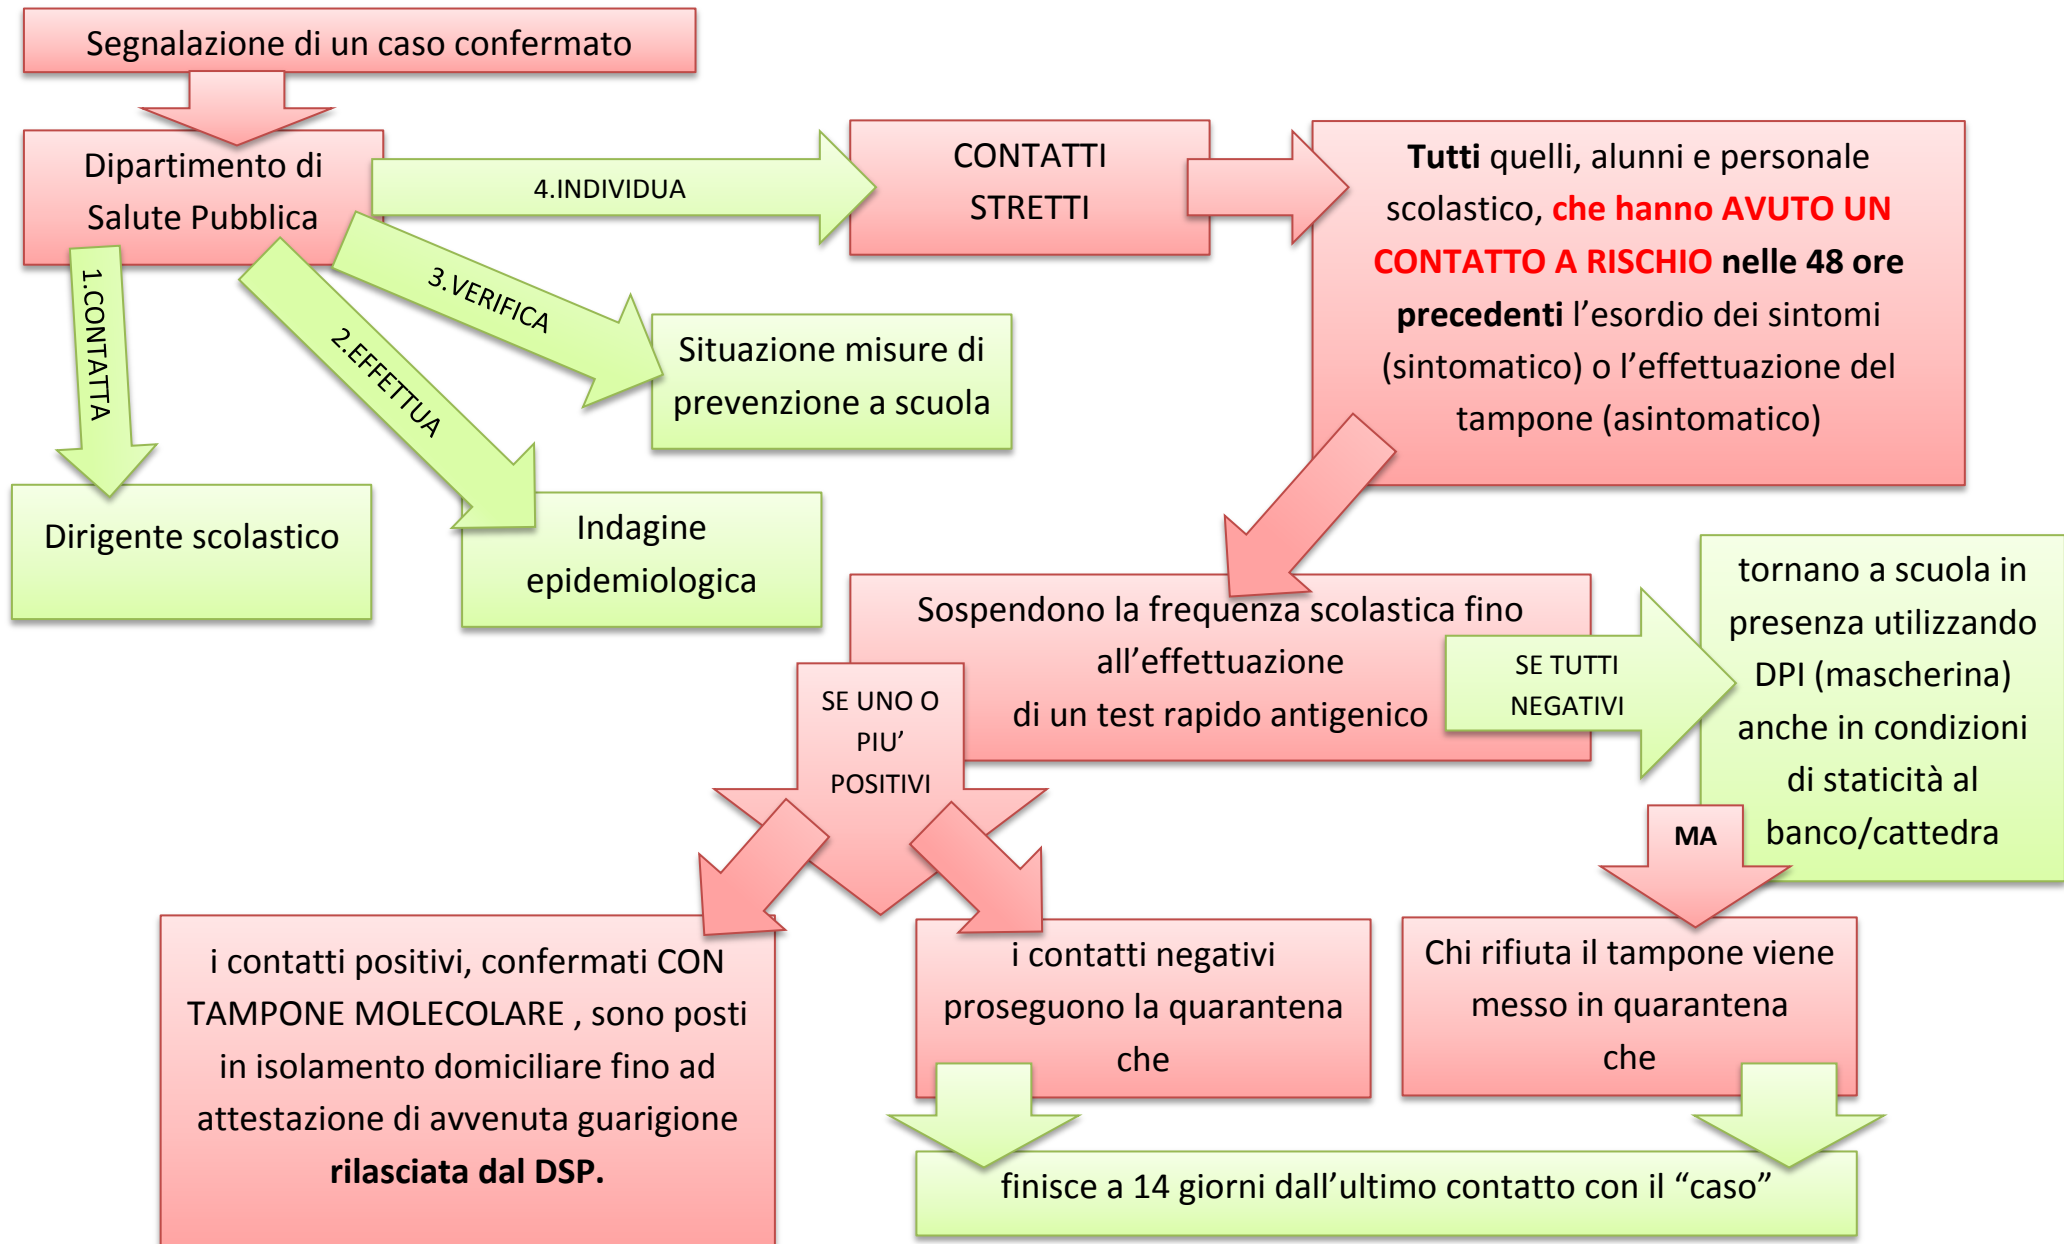 Segnalazione di un caso confermato
Dipartimento di
Salute Pubblica
4.INDIVIDUA
CONTATTI
STRETTI
Tutti quelli, alunni e personale
scolastico, che hanno AVUTO UN
CONTATTO A RISCHIO nelle 48 ore
precedenti l’esordio dei sintomi
(sintomatico) o l’effettuazione del
tampone (asintomatico)
1.CONTATTA
2.EFFETTUA
3.VERIFICA
Situazione misure di
prevenzione a scuola
Dirigente scolastico
Indagine
epidemiologica
Sospendono la frequenza scolastica fino
all’effettuazione
di un test rapido antigenico
SE TUTTI
NEGATIVI
tornano a scuola in
presenza utilizzando
DPI (mascherina)
anche in condizioni
di staticità al
banco/cattedra
SE UNO O
PIU’
POSITIVI
MA
i contatti positivi, confermati CON
TAMPONE MOLECOLARE , sono posti
in isolamento domiciliare fino ad
attestazione di avvenuta guarigione
rilasciata dal DSP.
i contatti negativi
proseguono la quarantena
che
Chi rifiuta il tampone viene
messo in quarantena
che
finisce a 14 giorni dall’ultimo contatto con il “caso”